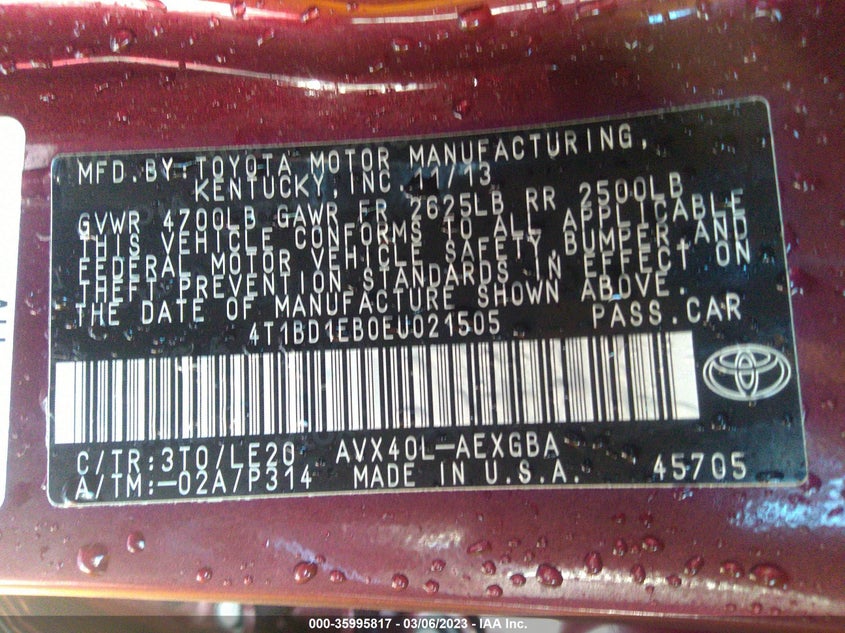 MFD.BY:TOYOTA MOTOR MANUFACTURING,
KENTUCKY,INC. 11/13
GVWR 4200LB GAWR FR 2625LB RR 2500LB
THIS VEHICLE CONFORMS TO ALL APPLICABLE
FEDERAL MOTOR VEHICLE SAFETY,BUMPER AND
THEFT PREVENTION STANDARDS IN EFFECT ON
THE DATE OF MANUFACTURE SHOWN ABOVE.
4T1BD1EB0EU021505 PASS.CAR
C/TR:3T0/LE20 AVX40L-AEXGBA
A/TM:-02A/P314 MADE IN U.S.A. 45705
000-35995817 - 03/06/2023 - IAA Inc.